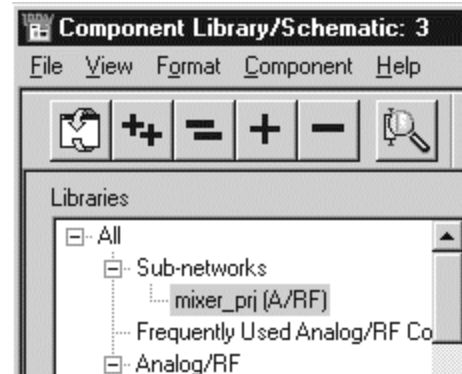 Component Library/Schematic: 3
File View Format Component Help
Libraries
All
Sub-networks
mixer_prj (A/RF)
Frequently Used Analog/RF Co
Analog/RF